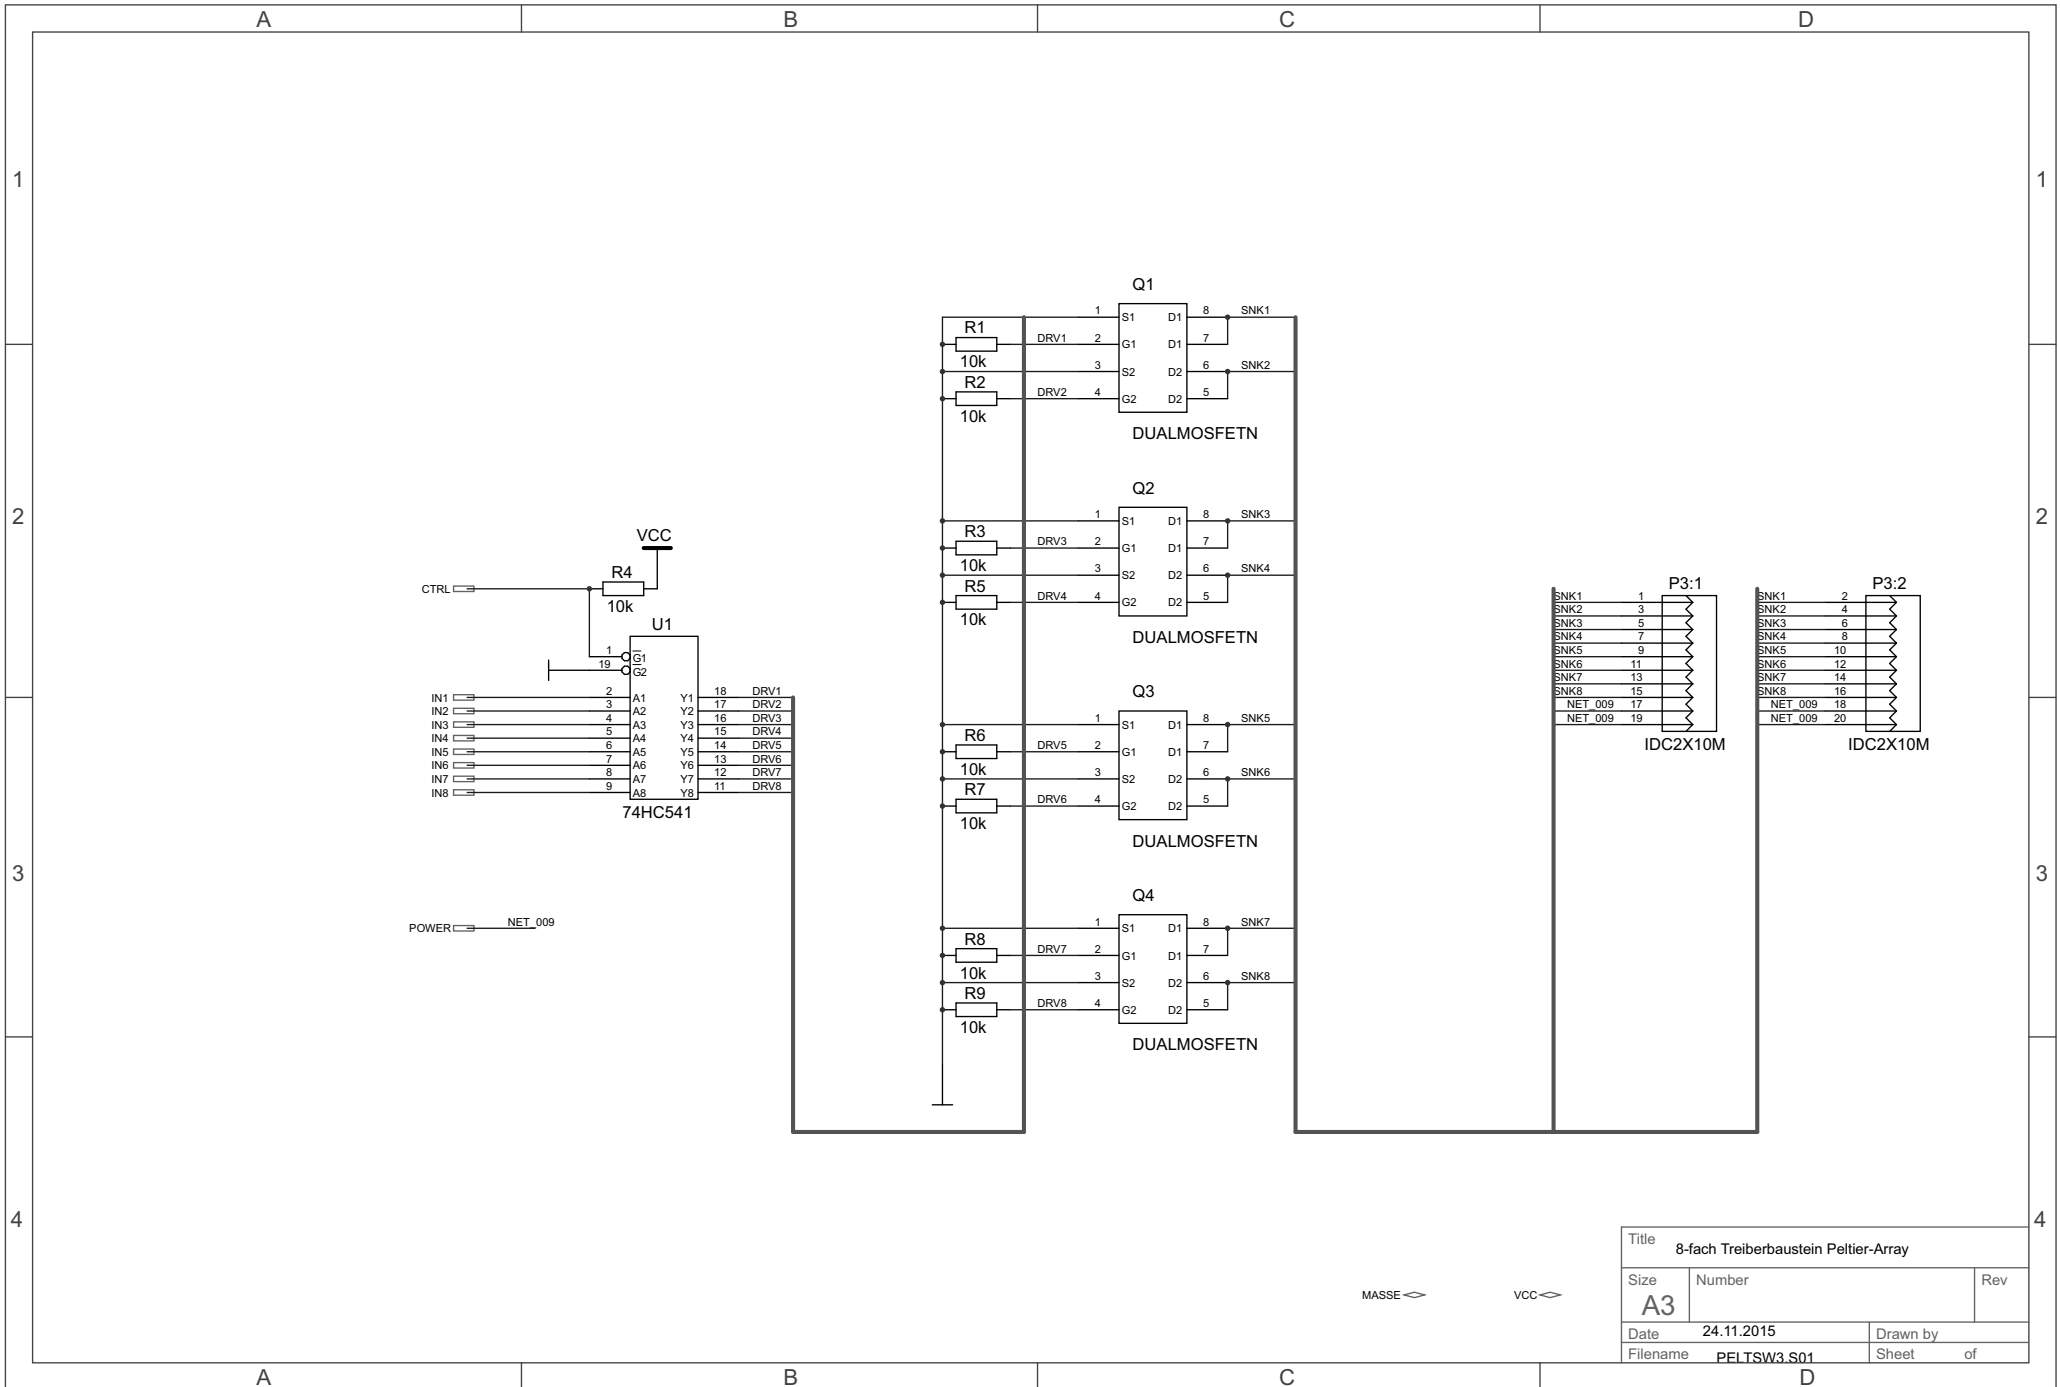 A B C D
1 1
Q1
1 S1 D1 8 SNK1
R1 DRV1 2 G1 D1 7
10k
3 S2 D2 6 SNK2
R2 DRV2 4 G2 D2 5
10k
DUALMOSFETN
Q2
2 2
1 S1 D1 8 SNK3
R3 DRV3 2 G1 D1 7
10k
3 S2 D2 6 SNK4
R5 DRV4 4 G2 D2 5
10k
DUALMOSFETN
VCC
R4
CTRL
10k
U1
1 G1
19 G2
IN1 2 A1 Y1 18 DRV1
IN2 3 A2 Y2 17 DRV2
IN3 4 A3 Y3 16 DRV3
IN4 5 A4 Y4 15 DRV4
IN5 6 A5 Y5 14 DRV5
IN6 7 A6 Y6 13 DRV6
IN7 8 A7 Y7 12 DRV7
IN8 9 A8 Y8 11 DRV8
74HC541
P3:1
SNK1 1
SNK2 3
SNK3 5
SNK4 7
SNK5 9
SNK6 11
SNK7 13
SNK8 15
NET_009 17
NET_009 19
IDC2X10M
P3:2
SNK1 2
SNK2 4
SNK3 6
SNK4 8
SNK5 10
SNK6 12
SNK7 14
SNK8 16
NET_009 18
NET_009 20
IDC2X10M
Q3
1 S1 D1 8 SNK5
R6 DRV5 2 G1 D1 7
10k
3 S2 D2 6 SNK6
R7 DRV6 4 G2 D2 5
10k
DUALMOSFETN
3 3
Q4
POWER NET_009
1 S1 D1 8 SNK7
R8 DRV7 2 G1 D1 7
10k
3 S2 D2 6 SNK8
R9 DRV8 4 G2 D2 5
10k
DUALMOSFETN
4 4
MASSE VCC
Title 8-fach Treiberbaustein Peltier-Array
Size Number Rev
A3
Date 24.11.2015 Drawn by
Filename PELTSW3.S01 Sheet of
A B C D